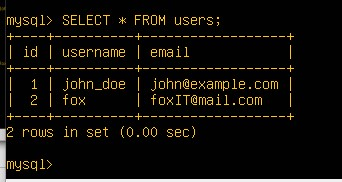 mysql> SELECT * FROM users;
+----+----------+------------------+
| id | username | email            |
+----+----------+------------------+
|  1 | john_doe | john@example.com |
|  2 | fox      | foxIT@mail.com   |
+----+----------+------------------+
2 rows in set (0.00 sec)
mysql>